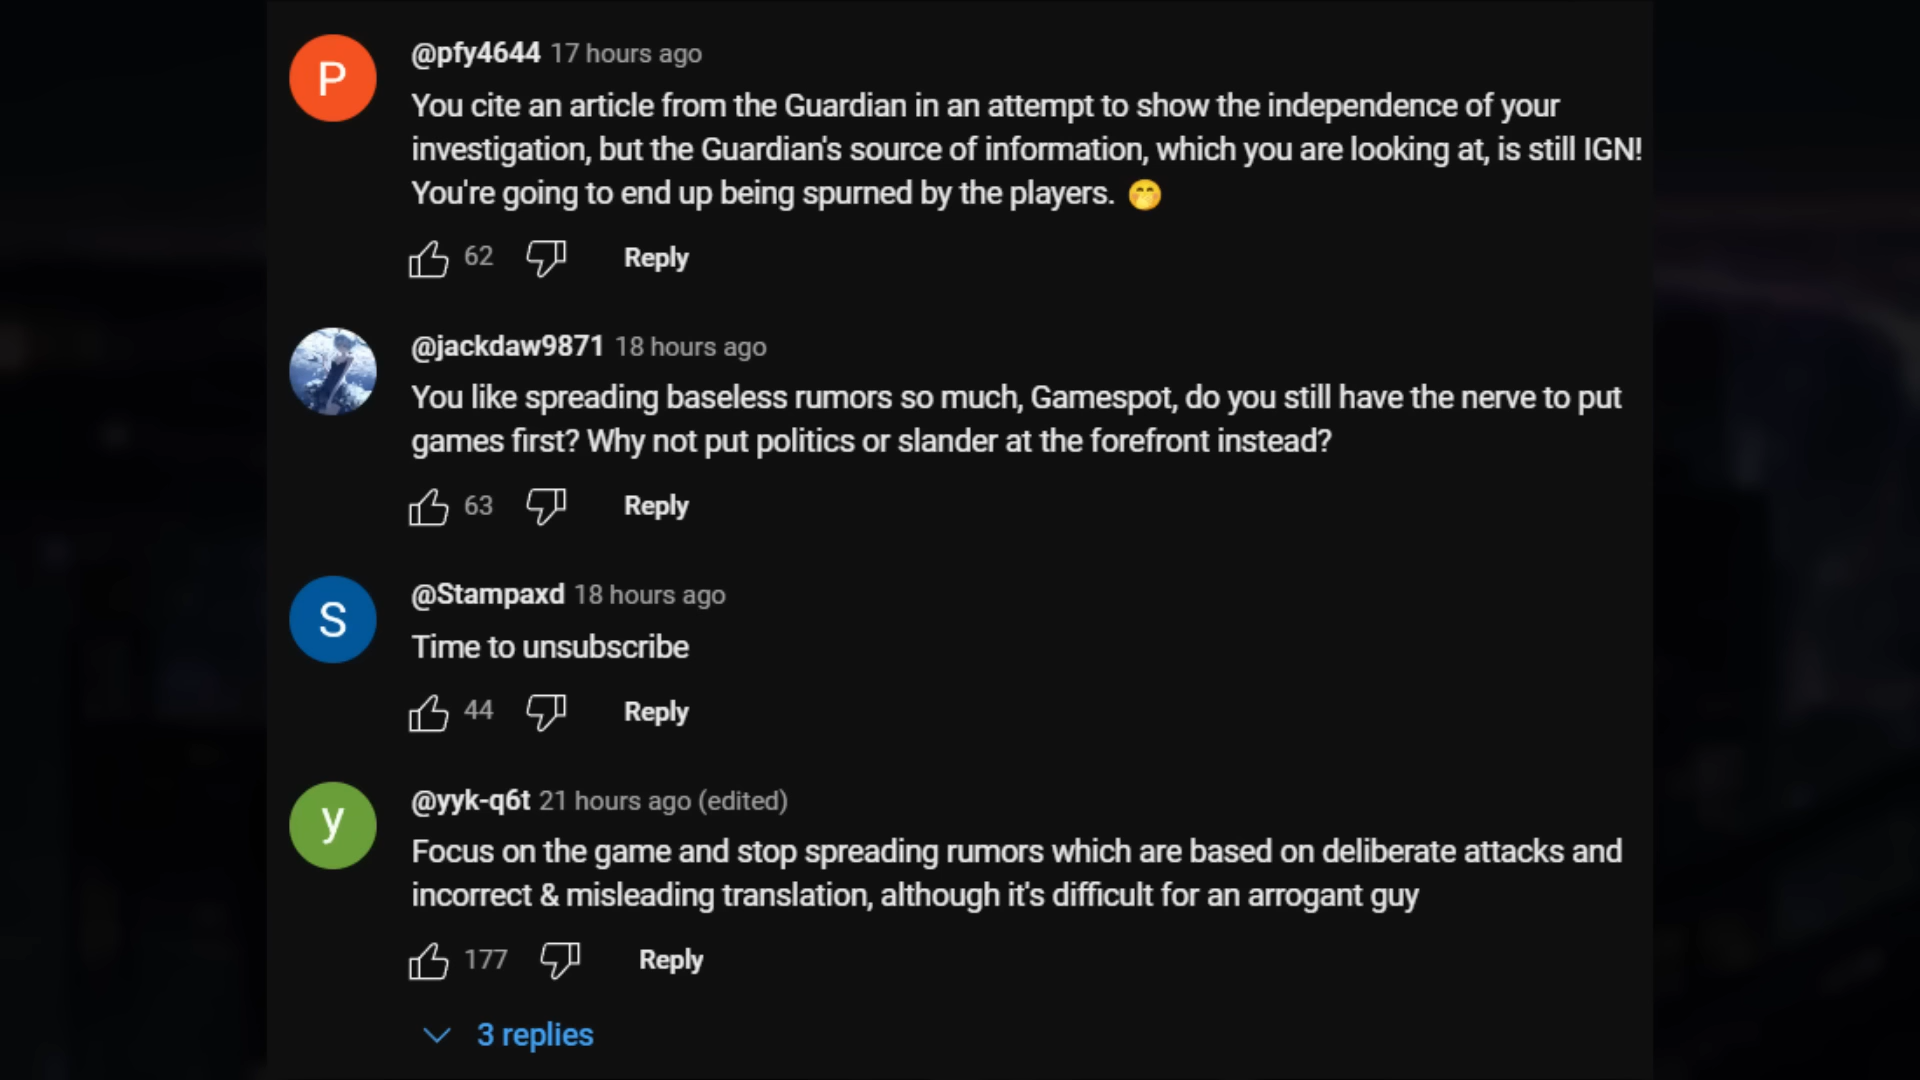 P
@pfy4644 17 hours ago
You cite an article from the Guardian in an attempt to show the independence of your
investigation, but the Guardian's source of information, which you are looking at, is still IGN!
You're going to end up being spurned by the players. 🤭
62 Reply
@jackdaw9871 18 hours ago
You like spreading baseless rumors so much, Gamespot, do you still have the nerve to put
games first? Why not put politics or slander at the forefront instead?
63 Reply
S
@Stampaxd 18 hours ago
Time to unsubscribe
44 Reply
y
@yyk-q6t 21 hours ago (edited)
Focus on the game and stop spreading rumors which are based on deliberate attacks and
incorrect & misleading translation, although it's difficult for an arrogant guy
177 Reply
3 replies